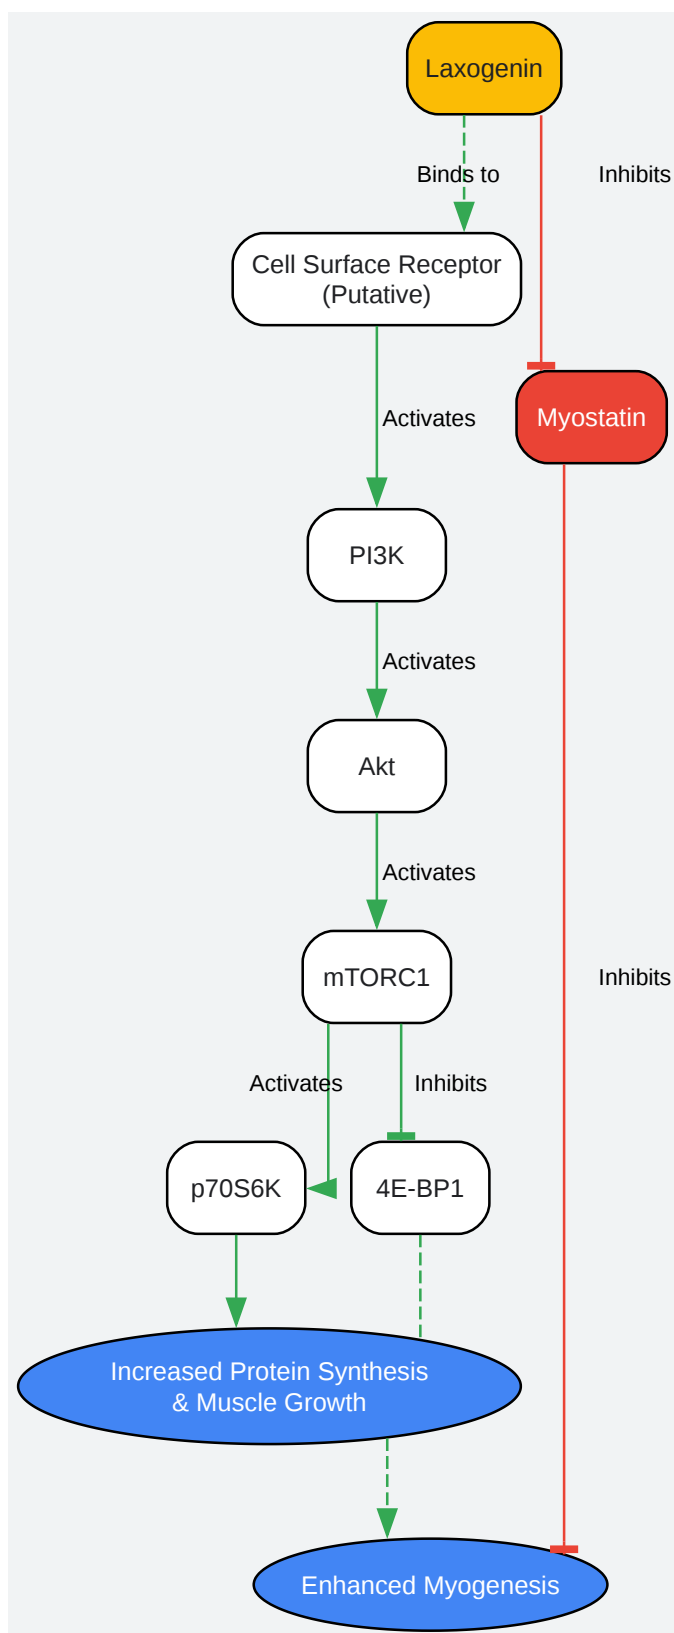 Laxogenin
Binds to
Inhibits
Cell Surface Receptor
(Putative)
Activates
Myostatin
PI3K
Activates
Akt
Activates
mTORC1
Inhibits
Activates
Inhibits
p70S6K
4E-BP1
Increased Protein Synthesis
& Muscle Growth
Enhanced Myogenesis